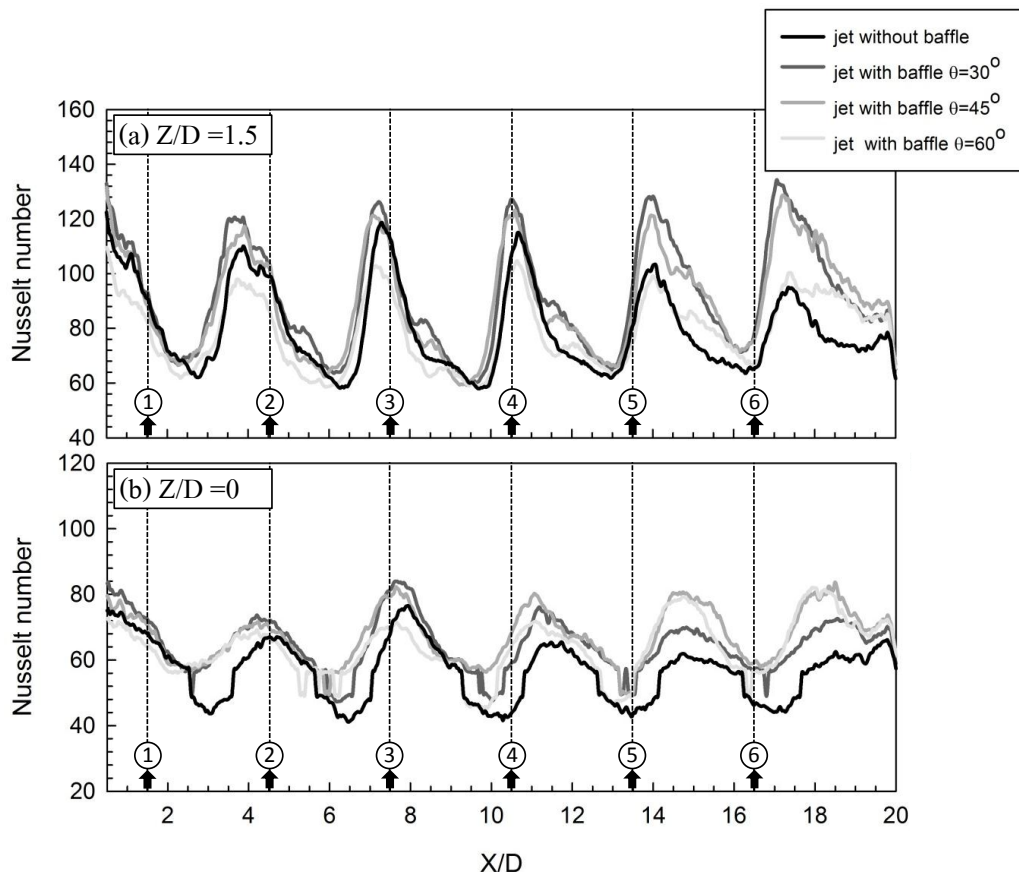 jet without baffle
jet with baffle θ=30°
jet with baffle θ=45°
jet with baffle θ=60°
160
(a) Z/D =1.5
140
120
100
80
60
40
Nusselt number
① ② ③ ④ ⑤ ⑥
120
(b) Z/D =0
100
80
60
40
20
Nusselt number
① ② ③ ④ ⑤ ⑥
2 4 6 8 10 12 14 16 18 20
X/D